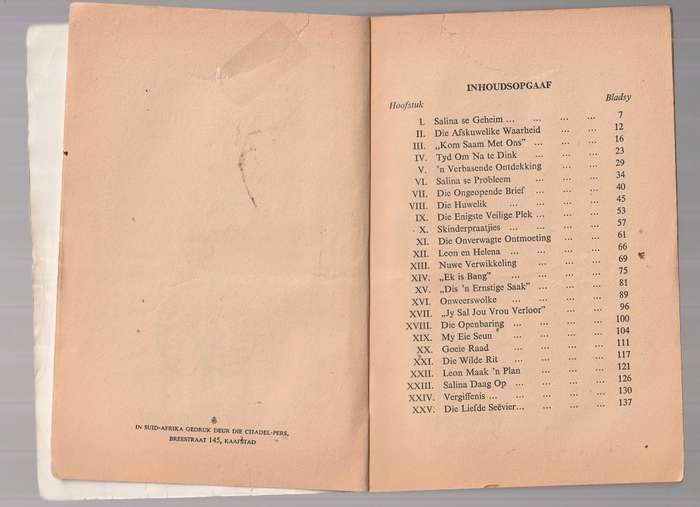 IN SUID-AFRIKA GEDRUK DEUR DIE CITADEL-PERS,
BREESTRAAT 145, KAAPSTAD
INHOUDSOPGAAF
Hoofstuk Bladsy
I. Salina se Geheim ... ... ... ... 7
II. Die Afskuwelike Waarheid ... ... 12
III. „Kom Saam Met Ons” ... ... ... 16
IV. Tyd Om Na te Dink ... ... ... 23
V. 'n Verbasende Ontdekking ... ... 29
VI. Salina se Probleem ... ... ... 34
VII. Die Ongeopende Brief ... ... ... 40
VIII. Die Huwelik ... ... ... ... 45
IX. Die Enigste Veilige Plek ... ... ... 53
X. Skinderpraatjies ... ... ... ... 57
XI. Die Onverwagte Ontmoeting ... ... 61
XII. Leon en Helena ... ... ... ... 66
XIII. Nuwe Verwikkeling ... ... ... 69
XIV. „Ek is Bang” ... ... ... ... 75
XV. „Dis 'n Ernstige Saak” ... ... ... 81
XVI. Onweerswolke ... ... ... ... 89
XVII. „Jy Sal Jou Vrou Verloor” ... ... 96
XVIII. Die Openbaring ... ... ... ... 100
XIX. My Eie Seun ... ... ... ... 104
XX. Goeie Raad ... ... ... ... 111
XXI. Die Wilde Rit ... ... ... ... 117
XXII. Leon Maak 'n Plan ... ... ... 121
XXIII. Salina Daag Op ... ... ... ... 126
XXIV. Vergiffenis ... ... ... ... ... 130
XXV. Die Liefde Seëvier... ... ... ... 137